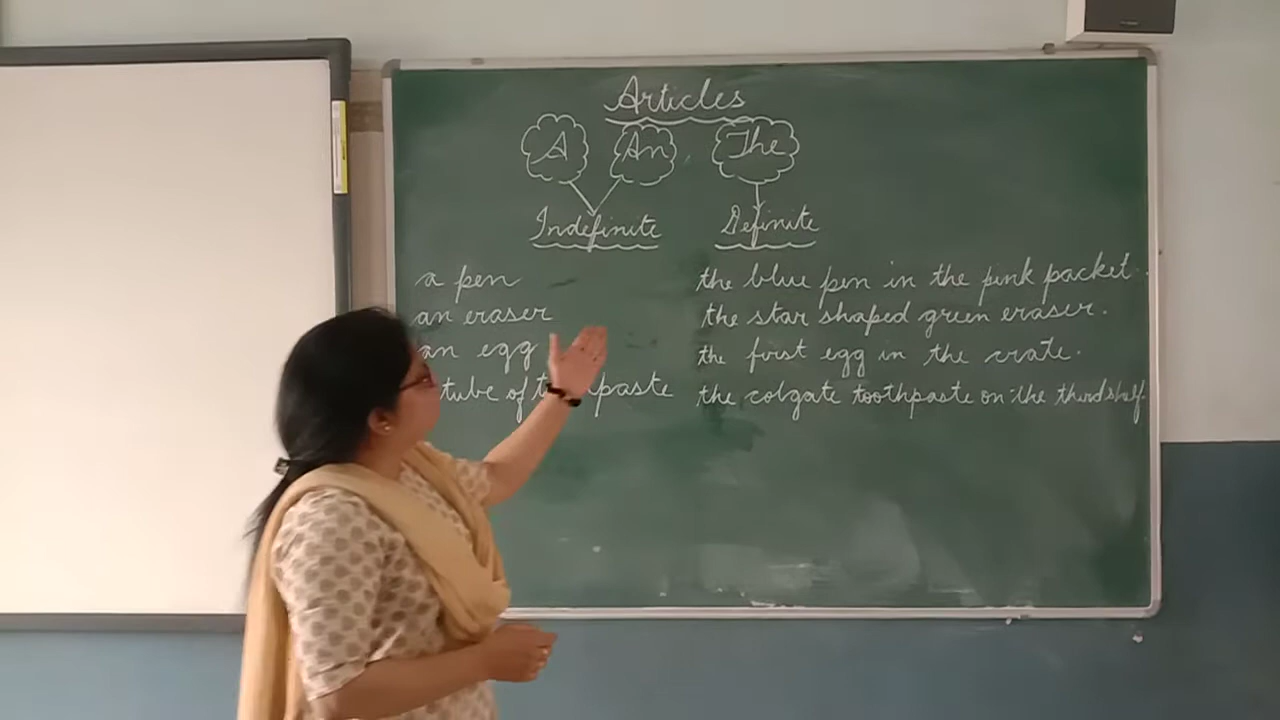 Articles
A An The
Indefinite Definite
a pen the blue pen in the pink packet.
an eraser the star shaped green eraser.
an egg the first egg in the crate.
tube of paste the colgate toothpaste on the third shelf.